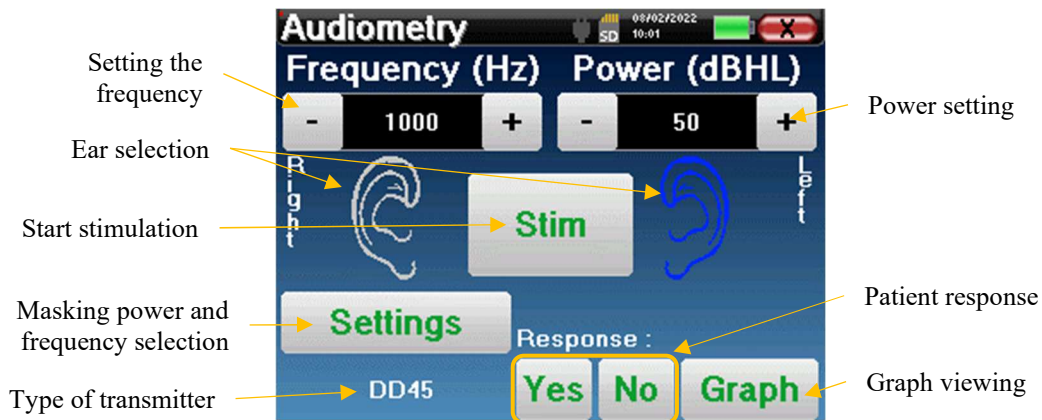 Audiometry
SD
08/02/2022
10:01
X
Frequency (Hz)
Power (dBHL)
Setting the
frequency
-
1000
+
-
50
+
Power setting
Ear selection
Right
Left
Start stimulation
Stim
Masking power and
frequency selection
Settings
Response :
Patient response
Type of transmitter
DD45
Yes
No
Graph
Graph viewing